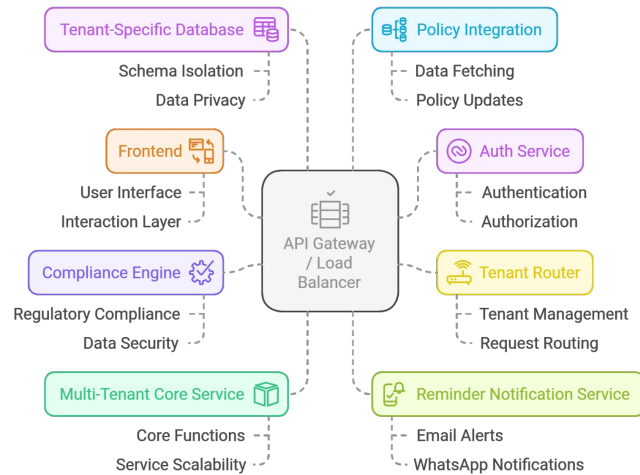 Tenant-Specific Database
Schema Isolation
Data Privacy
Policy Integration
Data Fetching
Policy Updates
Frontend
User Interface
Interaction Layer
Auth Service
Authentication
Authorization
API Gateway
/ Load
Balancer
Compliance Engine
Regulatory Compliance
Data Security
Tenant Router
Tenant Management
Request Routing
Multi-Tenant Core Service
Core Functions
Service Scalability
Reminder Notification Service
Email Alerts
WhatsApp Notifications